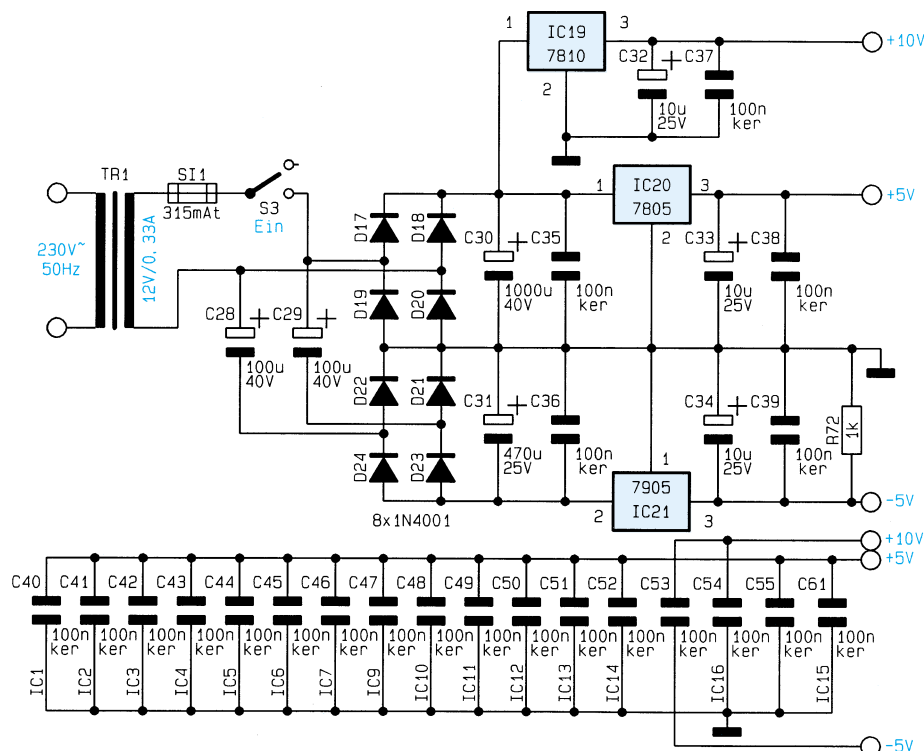 1
IC19
7810
3
2
+10V
C32
+
C37
10u
25V
100n
ker
TR1
SI1
315mAt
S3
Ein
230V~
50Hz
12V/0,33A
D17
D18
D19
D20
D22
D21
D24
D23
8x1N4001
C28
+
100u
40V
C29
+
100u
40V
C30
+
1000u
40V
C35
100n
ker
1
IC20
7805
3
2
+5V
C33
+
10u
25V
C38
100n
ker
C31
+
470u
25V
C36
100n
ker
1
7905
IC21
2
3
C34
+
10u
25V
C39
100n
ker
R72
1k
-5V
+10V
+5V
C40
C41
C42
C43
C44
C45
C46
C47
C48
C49
C50
C51
C52
C53
C54
C55
C61
100n
ker
100n
ker
100n
ker
100n
ker
100n
ker
100n
ker
100n
ker
100n
ker
100n
ker
100n
ker
100n
ker
100n
ker
100n
ker
100n
ker
100n
ker
100n
ker
100n
ker
IC1
IC2
IC3
IC4
IC5
IC6
IC7
IC9
IC10
IC11
IC12
IC13
IC14
IC16
IC15
-5V